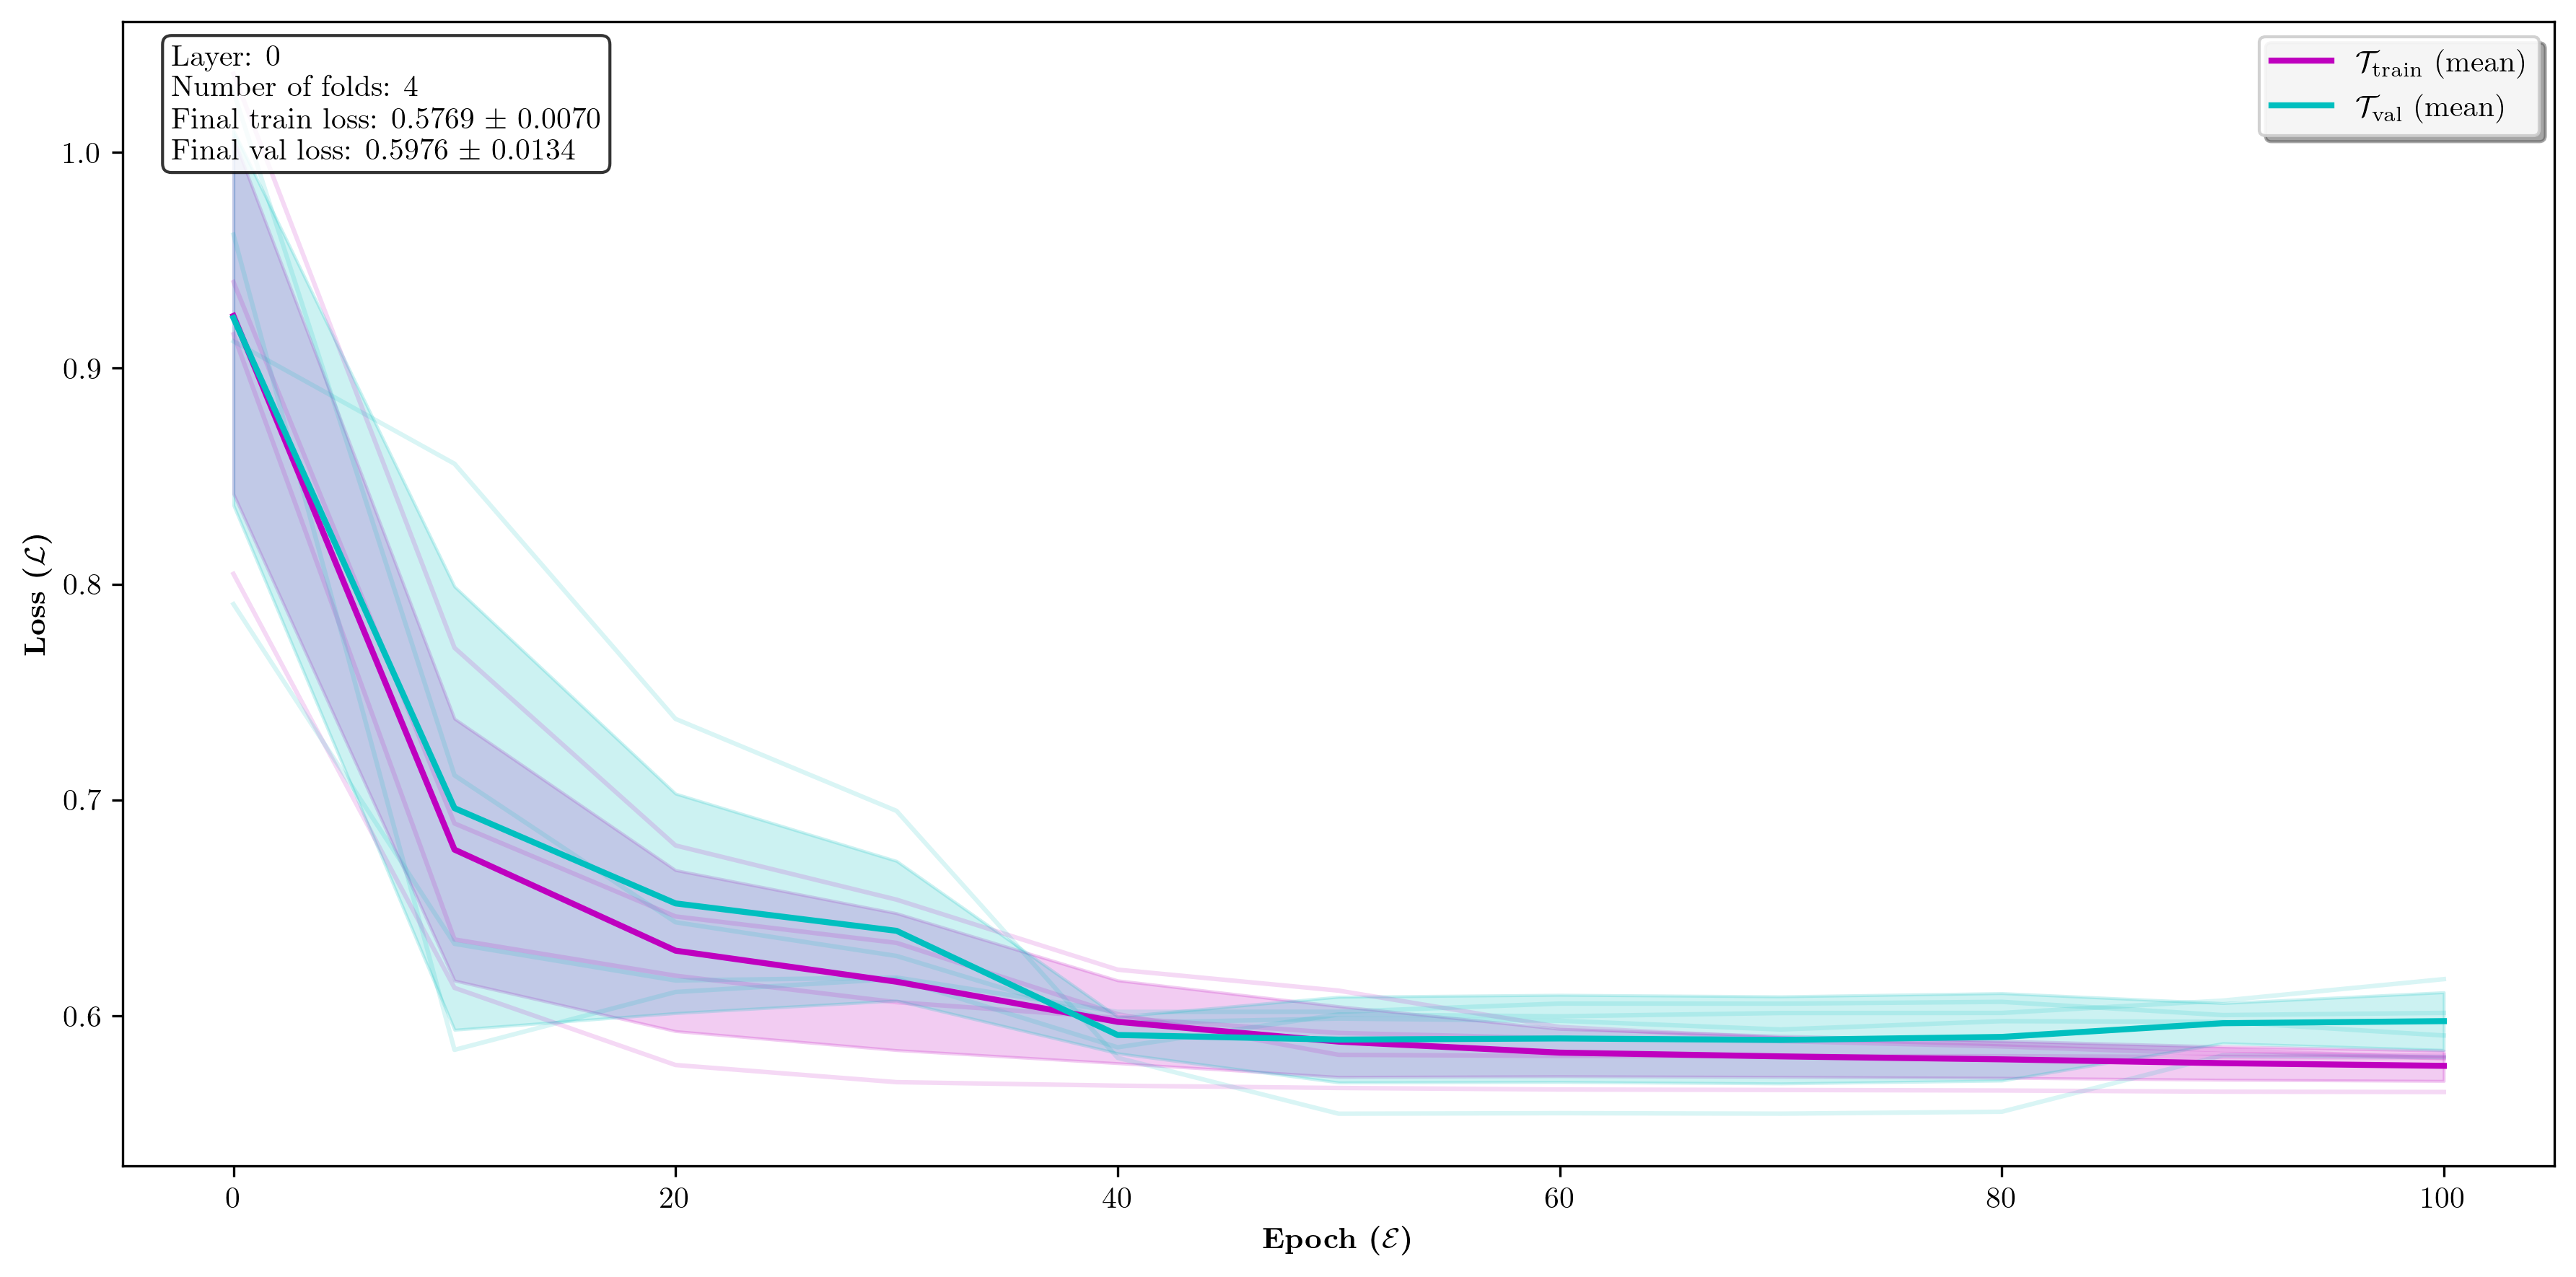 Layer: 0
Number of folds: 4
Final train loss: 0.5769 ± 0.0070
Final val loss: 0.5976 ± 0.0134
𝒯train (mean)
𝒯val (mean)
1.0
0.9
0.8
0.7
0.6
Loss (ℒ)
0 20 40 60 80 100
Epoch (ℰ)